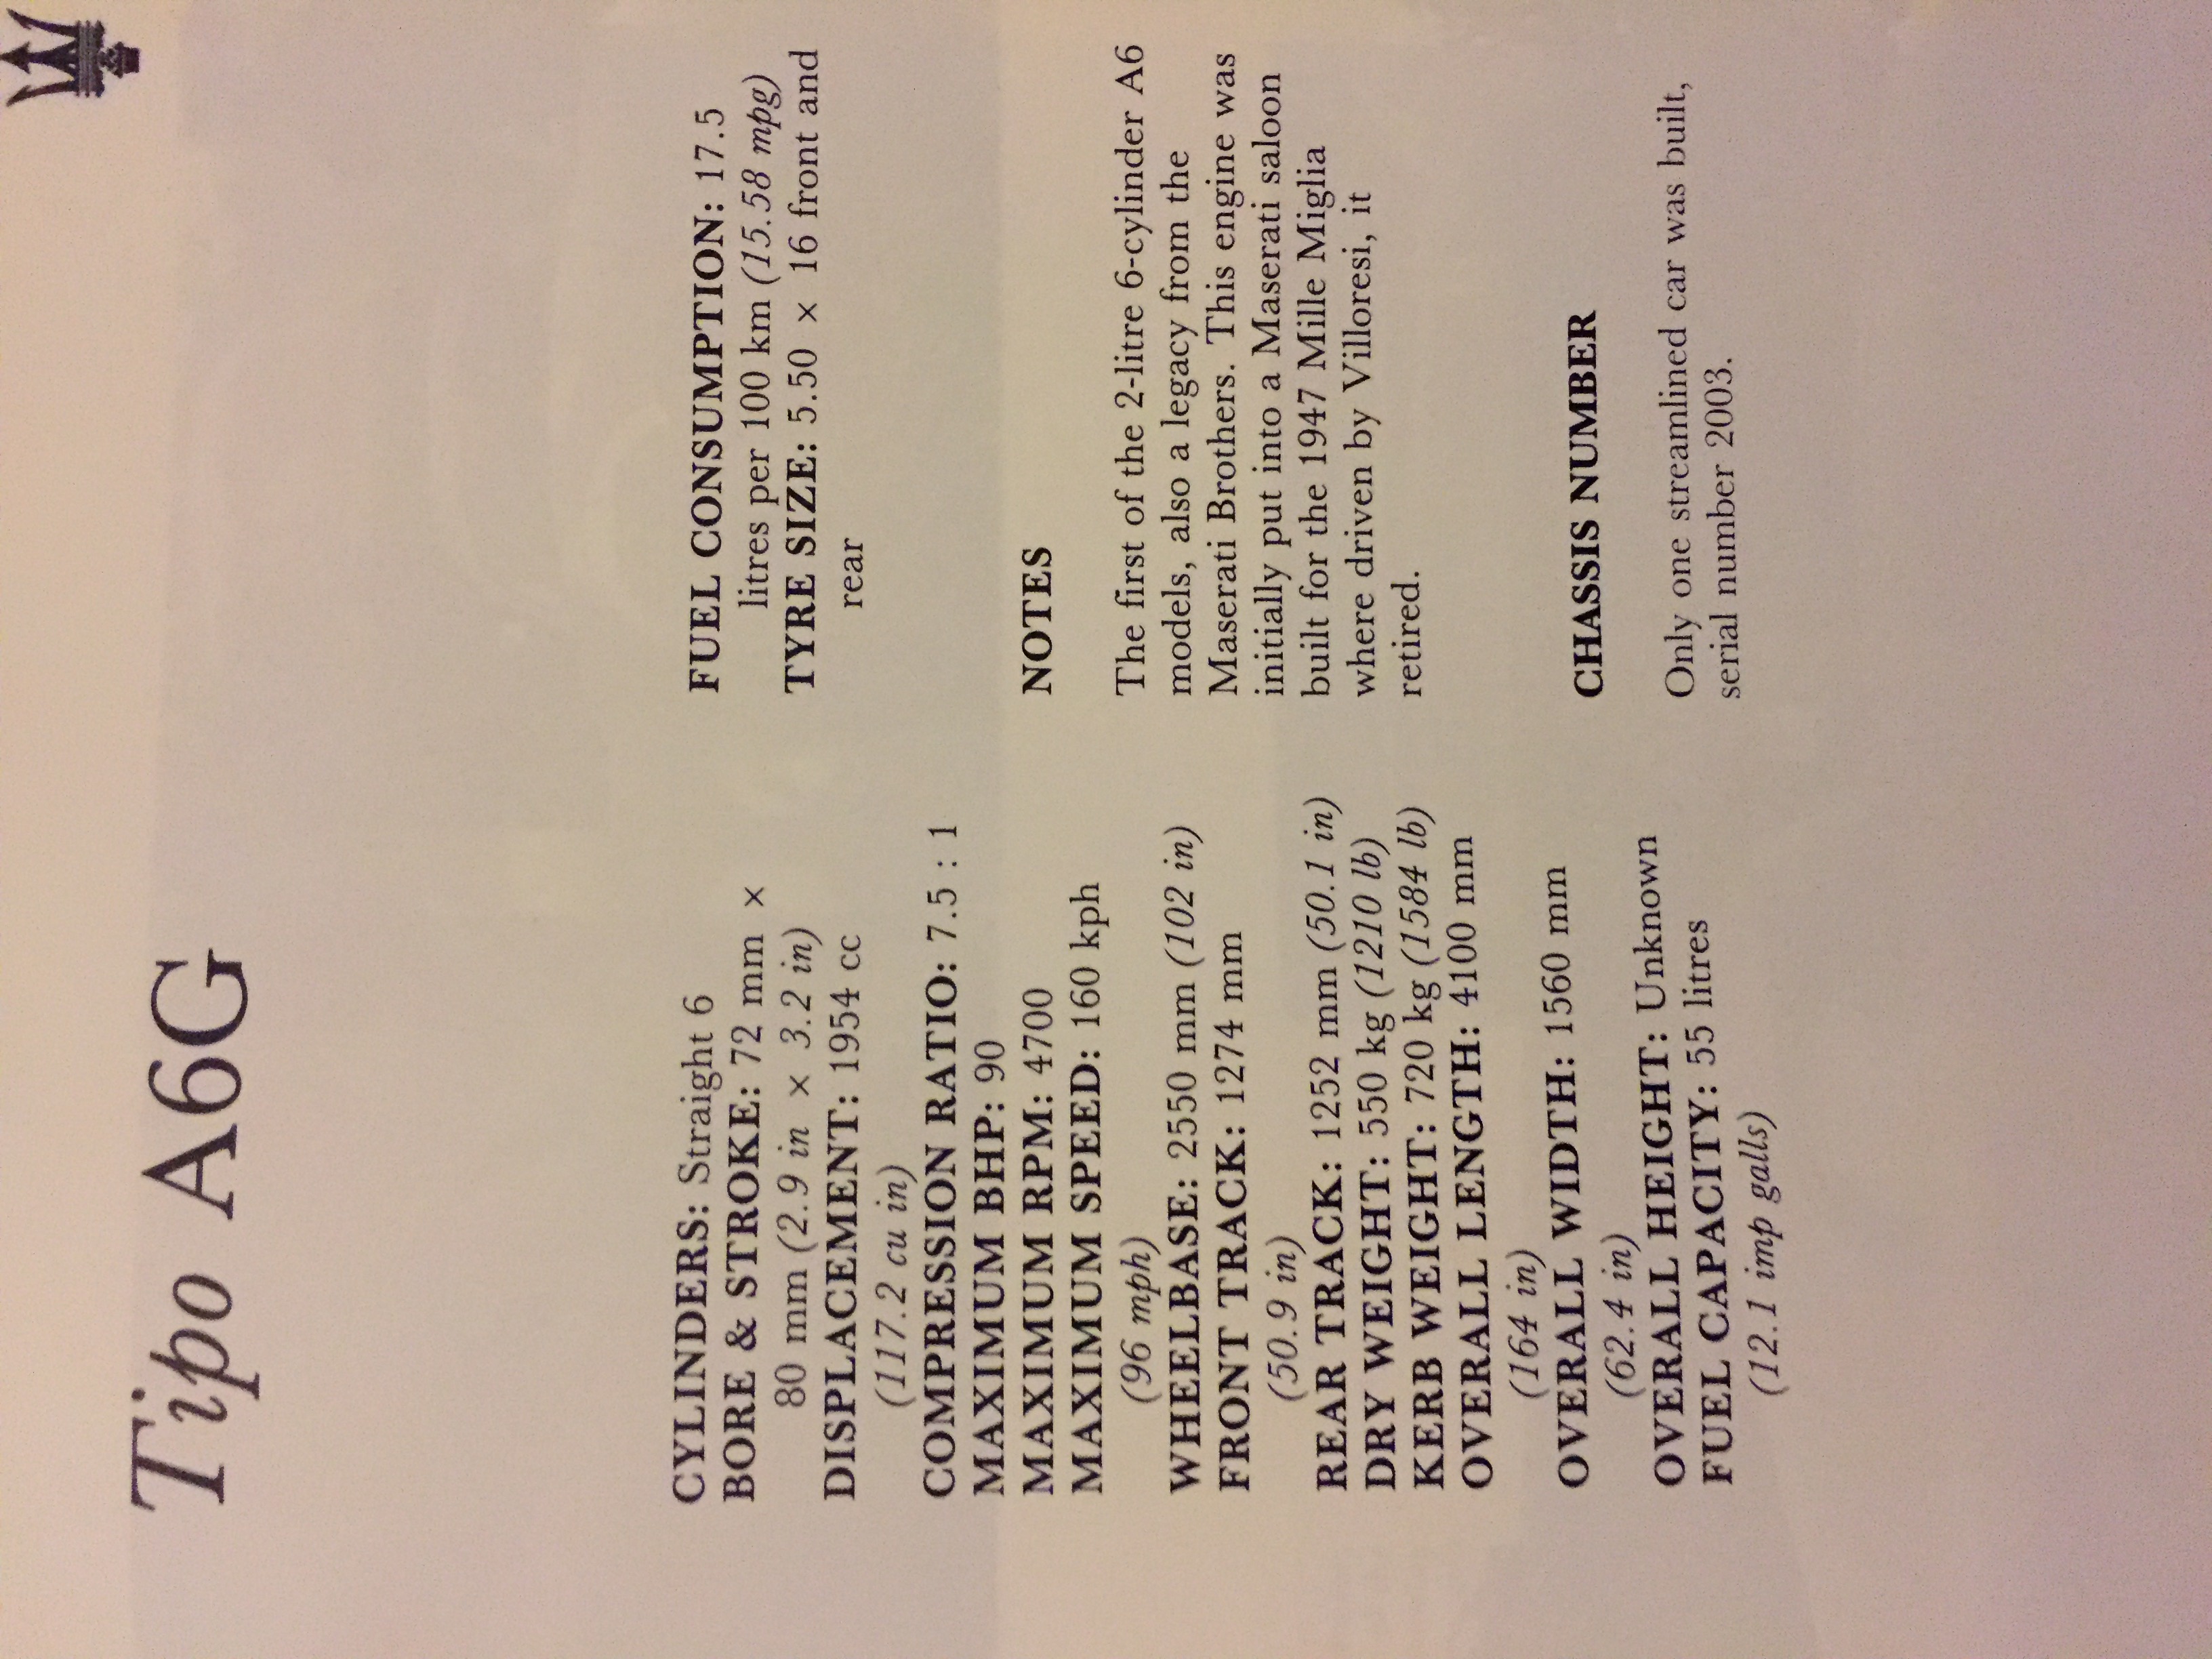 Tipo A6G
CYLINDERS: Straight 6
BORE & STROKE: 72 mm ×
80 mm (2.9 in × 3.2 in)
DISPLACEMENT: 1954 cc
(117.2 cu in)
COMPRESSION RATIO: 7.5 : 1
MAXIMUM BHP: 90
MAXIMUM RPM: 4700
MAXIMUM SPEED: 160 kph
(96 mph)
WHEELBASE: 2550 mm (102 in)
FRONT TRACK: 1274 mm
(50.9 in)
REAR TRACK: 1252 mm (50.1 in)
DRY WEIGHT: 550 kg (1210 lb)
KERB WEIGHT: 720 kg (1584 lb)
OVERALL LENGTH: 4100 mm
(164 in)
OVERALL WIDTH: 1560 mm
(62.4 in)
OVERALL HEIGHT: Unknown
FUEL CAPACITY: 55 litres
(12.1 imp galls)
FUEL CONSUMPTION: 17.5
litres per 100 km (15.58 mpg)
TYRE SIZE: 5.50 × 16 front and
rear
NOTES
The first of the 2-litre 6-cylinder A6
models, also a legacy from the
Maserati Brothers. This engine was
initially put into a Maserati saloon
built for the 1947 Mille Miglia
where driven by Villoresi, it
retired.
CHASSIS NUMBER
Only one streamlined car was built,
serial number 2003.